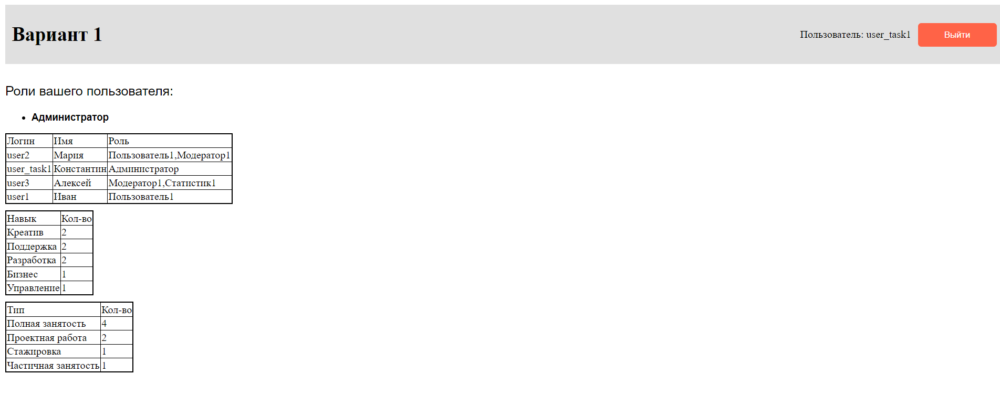 Вариант 1
Пользователь: user_task1 Выйти
Роли вашего пользователя:
Администратор
Логин Имя Роль
user2 Мария Пользователь1,Модератор1
user_task1 Константин Администратор
user3 Алексей Модератор1,Статистик1
user1 Иван Пользователь1
Навык Кол-во
Креатив 2
Поддержка 2
Разработка 2
Бизнес 1
Управление 1
Тип Кол-во
Полная занятость 4
Проектная работа 2
Стажировка 1
Частичная занятость 1